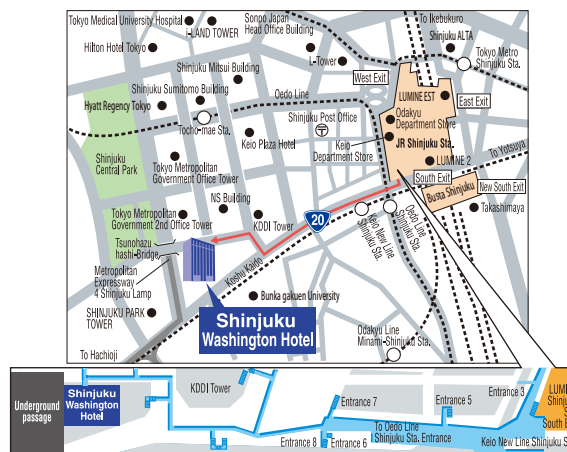 Tokyo Medical University Hospital
i-LAND TOWER
Sonpo Japan
Head Office Building
To Ikebukuro
Shinjuku ALTA
Hilton Hotel Tokyo
L-Tower
Tokyo Metro
Shinjuku Sta.
Shinjuku Mitsui Building
West Exit
Shinjuku Sumitomo Building
Oedo Line
LUMINE EST
East Exit
Hyatt Regency Tokyo
Tocho-mae Sta.
Shinjuku Post Office
Odakyu
Department Store
Keio Plaza Hotel
Keio
Department Store
JR Shinjuku Sta.
To Yotsuya
Shinjuku
Central Park
Tokyo Metropolitan
Government Office Tower
LUMINE 2
South Exit
New South Exit
Busta Shinjuku
NS Building
Tokyo Metropolitan
Government 2nd Office Tower
KDDI Tower
20
Keio New Line
Shinjuku Sta.
Oedo Line
Shinjuku Sta.
Takashimaya
Tsunohazu
hashi-Bridge
Metropolitan
Expressway
4 Shinjuku Lamp
Koshu Kaido
Bunka gakuen University
SHINJUKU PARK
TOWER
Shinjuku
Washington Hotel
Odakyu Line
Minami-Shinjuku Sta.
To Hachioji
Underground
passage
Shinjuku
Washington
Hotel
KDDI Tower
Entrance 7
Entrance 5
Entrance 3
LUMI
Shinju
Sta
South E
Entrance 8
Entrance 6
To Oedo Line
Shinjuku Sta. Entrance
Keio New Line Shinjuku S